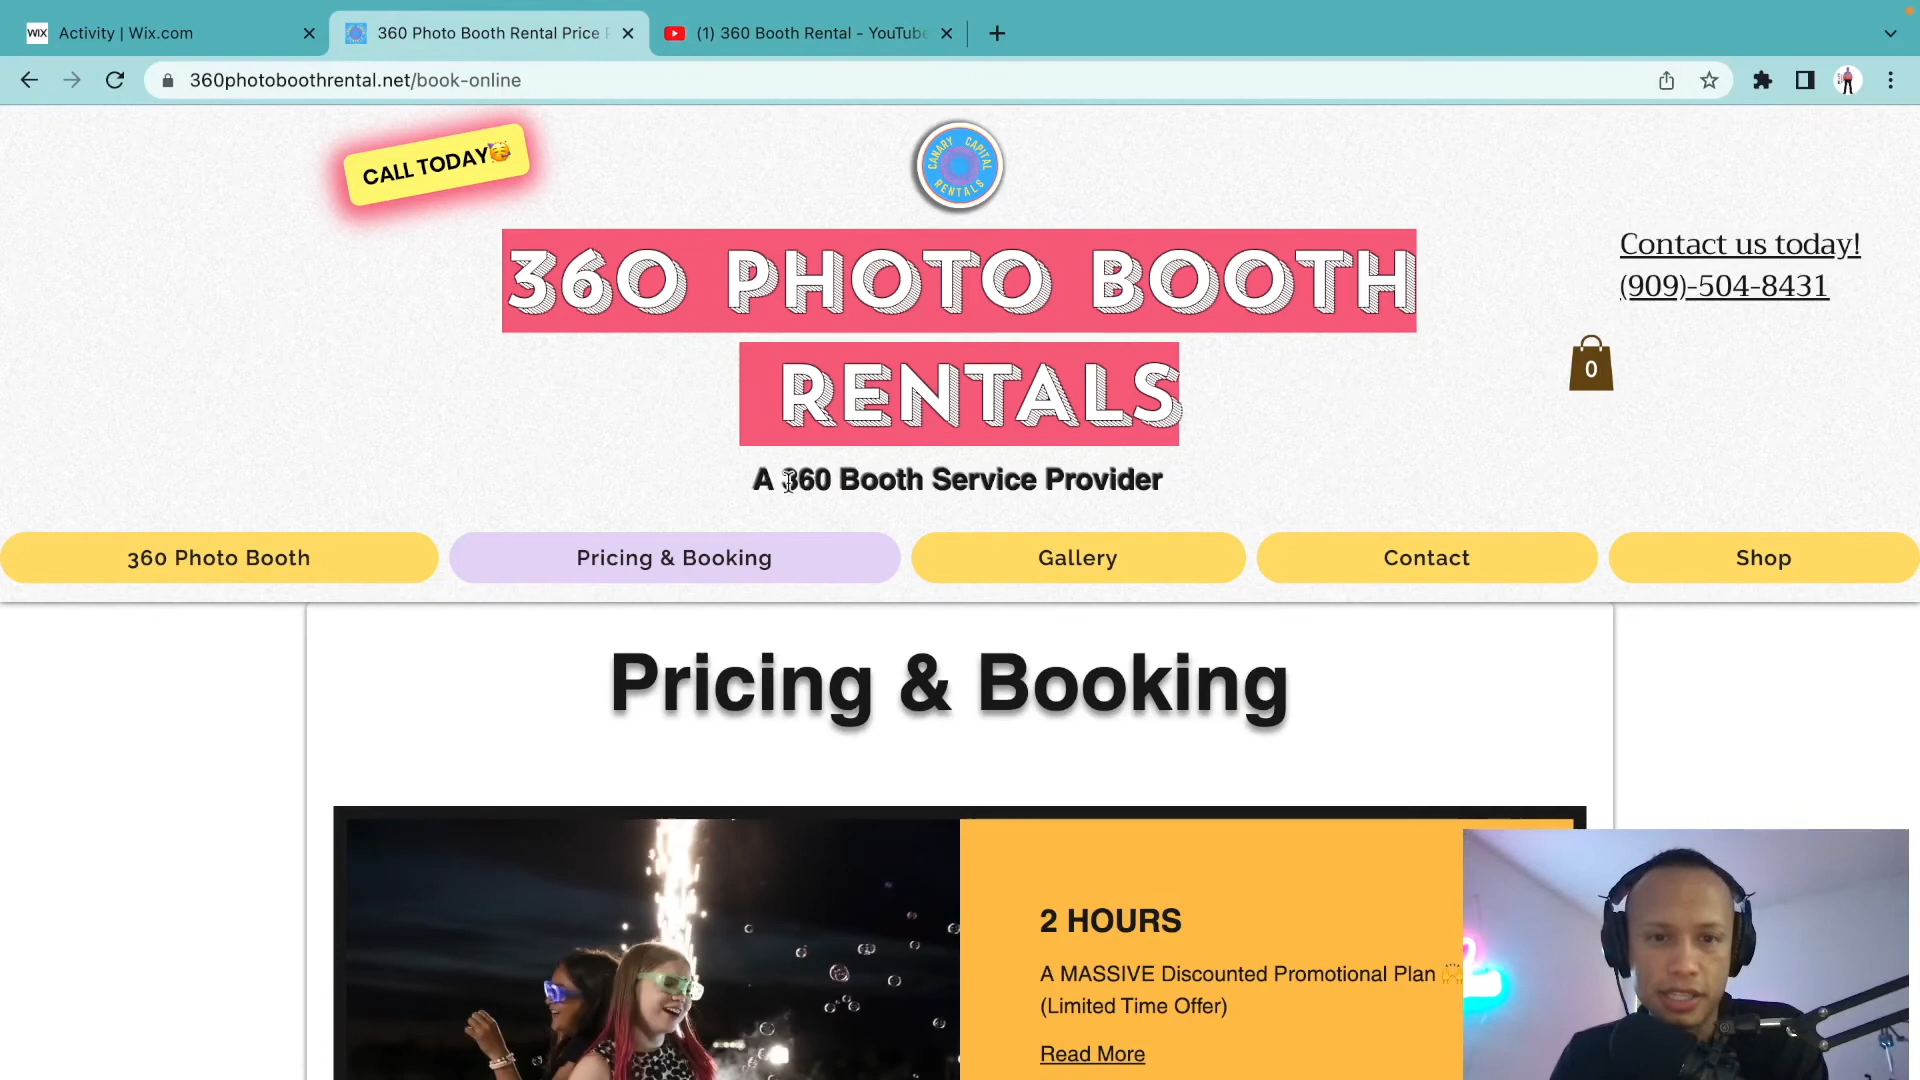 WIX Activity | Wix.com
360 Photo Booth Rental Price
(1) 360 Booth Rental - YouTube
360photoboothrental.net/book-online
CALL TODAY🥳
CANARY CAPITAL
RENTALS
360 PHOTO BOOTH
RENTALS
Contact us today!
(909)-504-8431
0
A 360 Booth Service Provider
360 Photo Booth
Pricing & Booking
Gallery
Contact
Shop
Pricing & Booking
2 HOURS
A MASSIVE Discounted Promotional Plan 🙌
(Limited Time Offer)
Read More